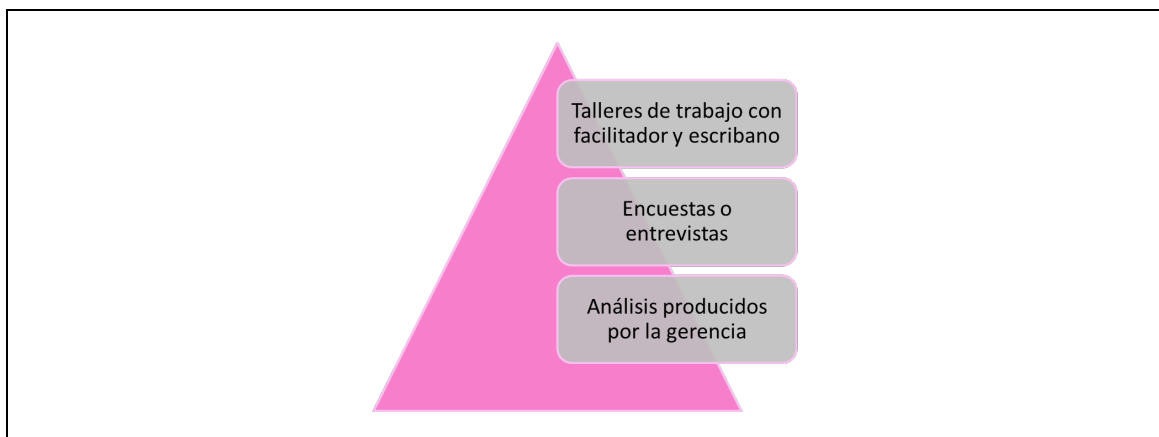 Talleres de trabajo con
facilitador y escribano
Encuestas o
entrevistas
Análisis producidos
por la gerencia